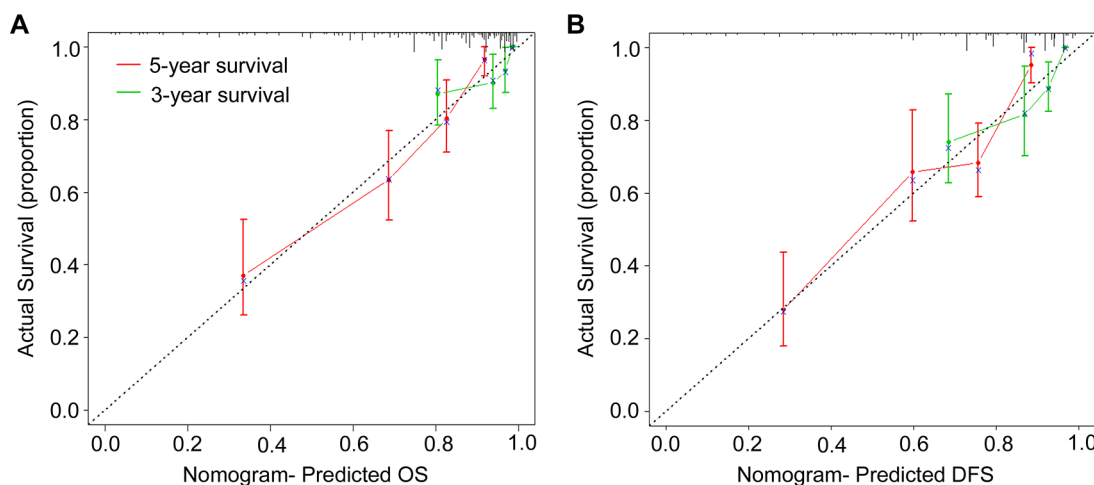 A
B
5-year survival
3-year survival
Actual Survival (proportion)
1.0
0.8
0.6
0.4
0.2
0.0
0.0 0.2 0.4 0.6 0.8 1.0
Nomogram- Predicted OS
Actual Survival (proportion)
1.0
0.8
0.6
0.4
0.2
0.0
0.0 0.2 0.4 0.6 0.8 1.0
Nomogram- Predicted DFS